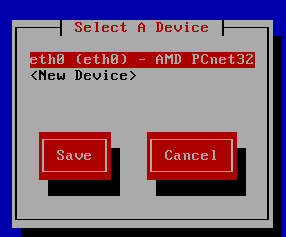 Select A Device
eth0 (eth0) - AMD PCnet32
<New Device>
Save
Cancel